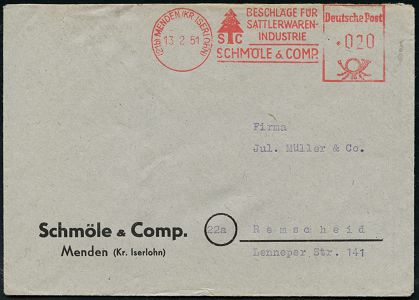 (21b) MENDEN (KR ISERLOHN)
13.2.51
BESCHLÄGE FÜR
SATTLERWAREN-
INDUSTRIE
S C
SCHMÖLE & COMP.
Deutsche Post
020
Firma
Jul. Müller & Co.
Schmöle & Comp.
Menden (Kr. Iserlohn)
22a
Remscheid
Lenneper Str. 141